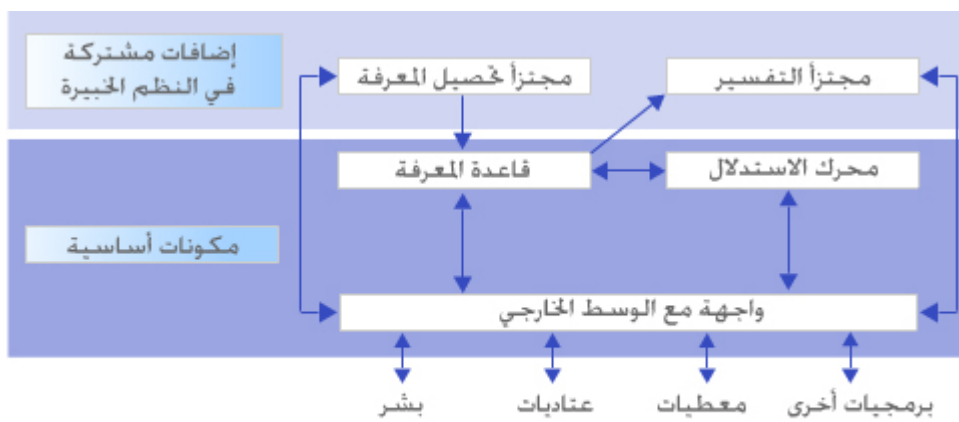 إضافات مشتركة
في النظم الخبيرة
مجتزأ تحصيل المعرفة
مجتزأ التفسير
قاعدة المعرفة
محرك الاستدلال
مكونات أساسية
واجهة مع الوسط الخارجي
برمجيات أخرى
معطيات
عتاديات
بشر